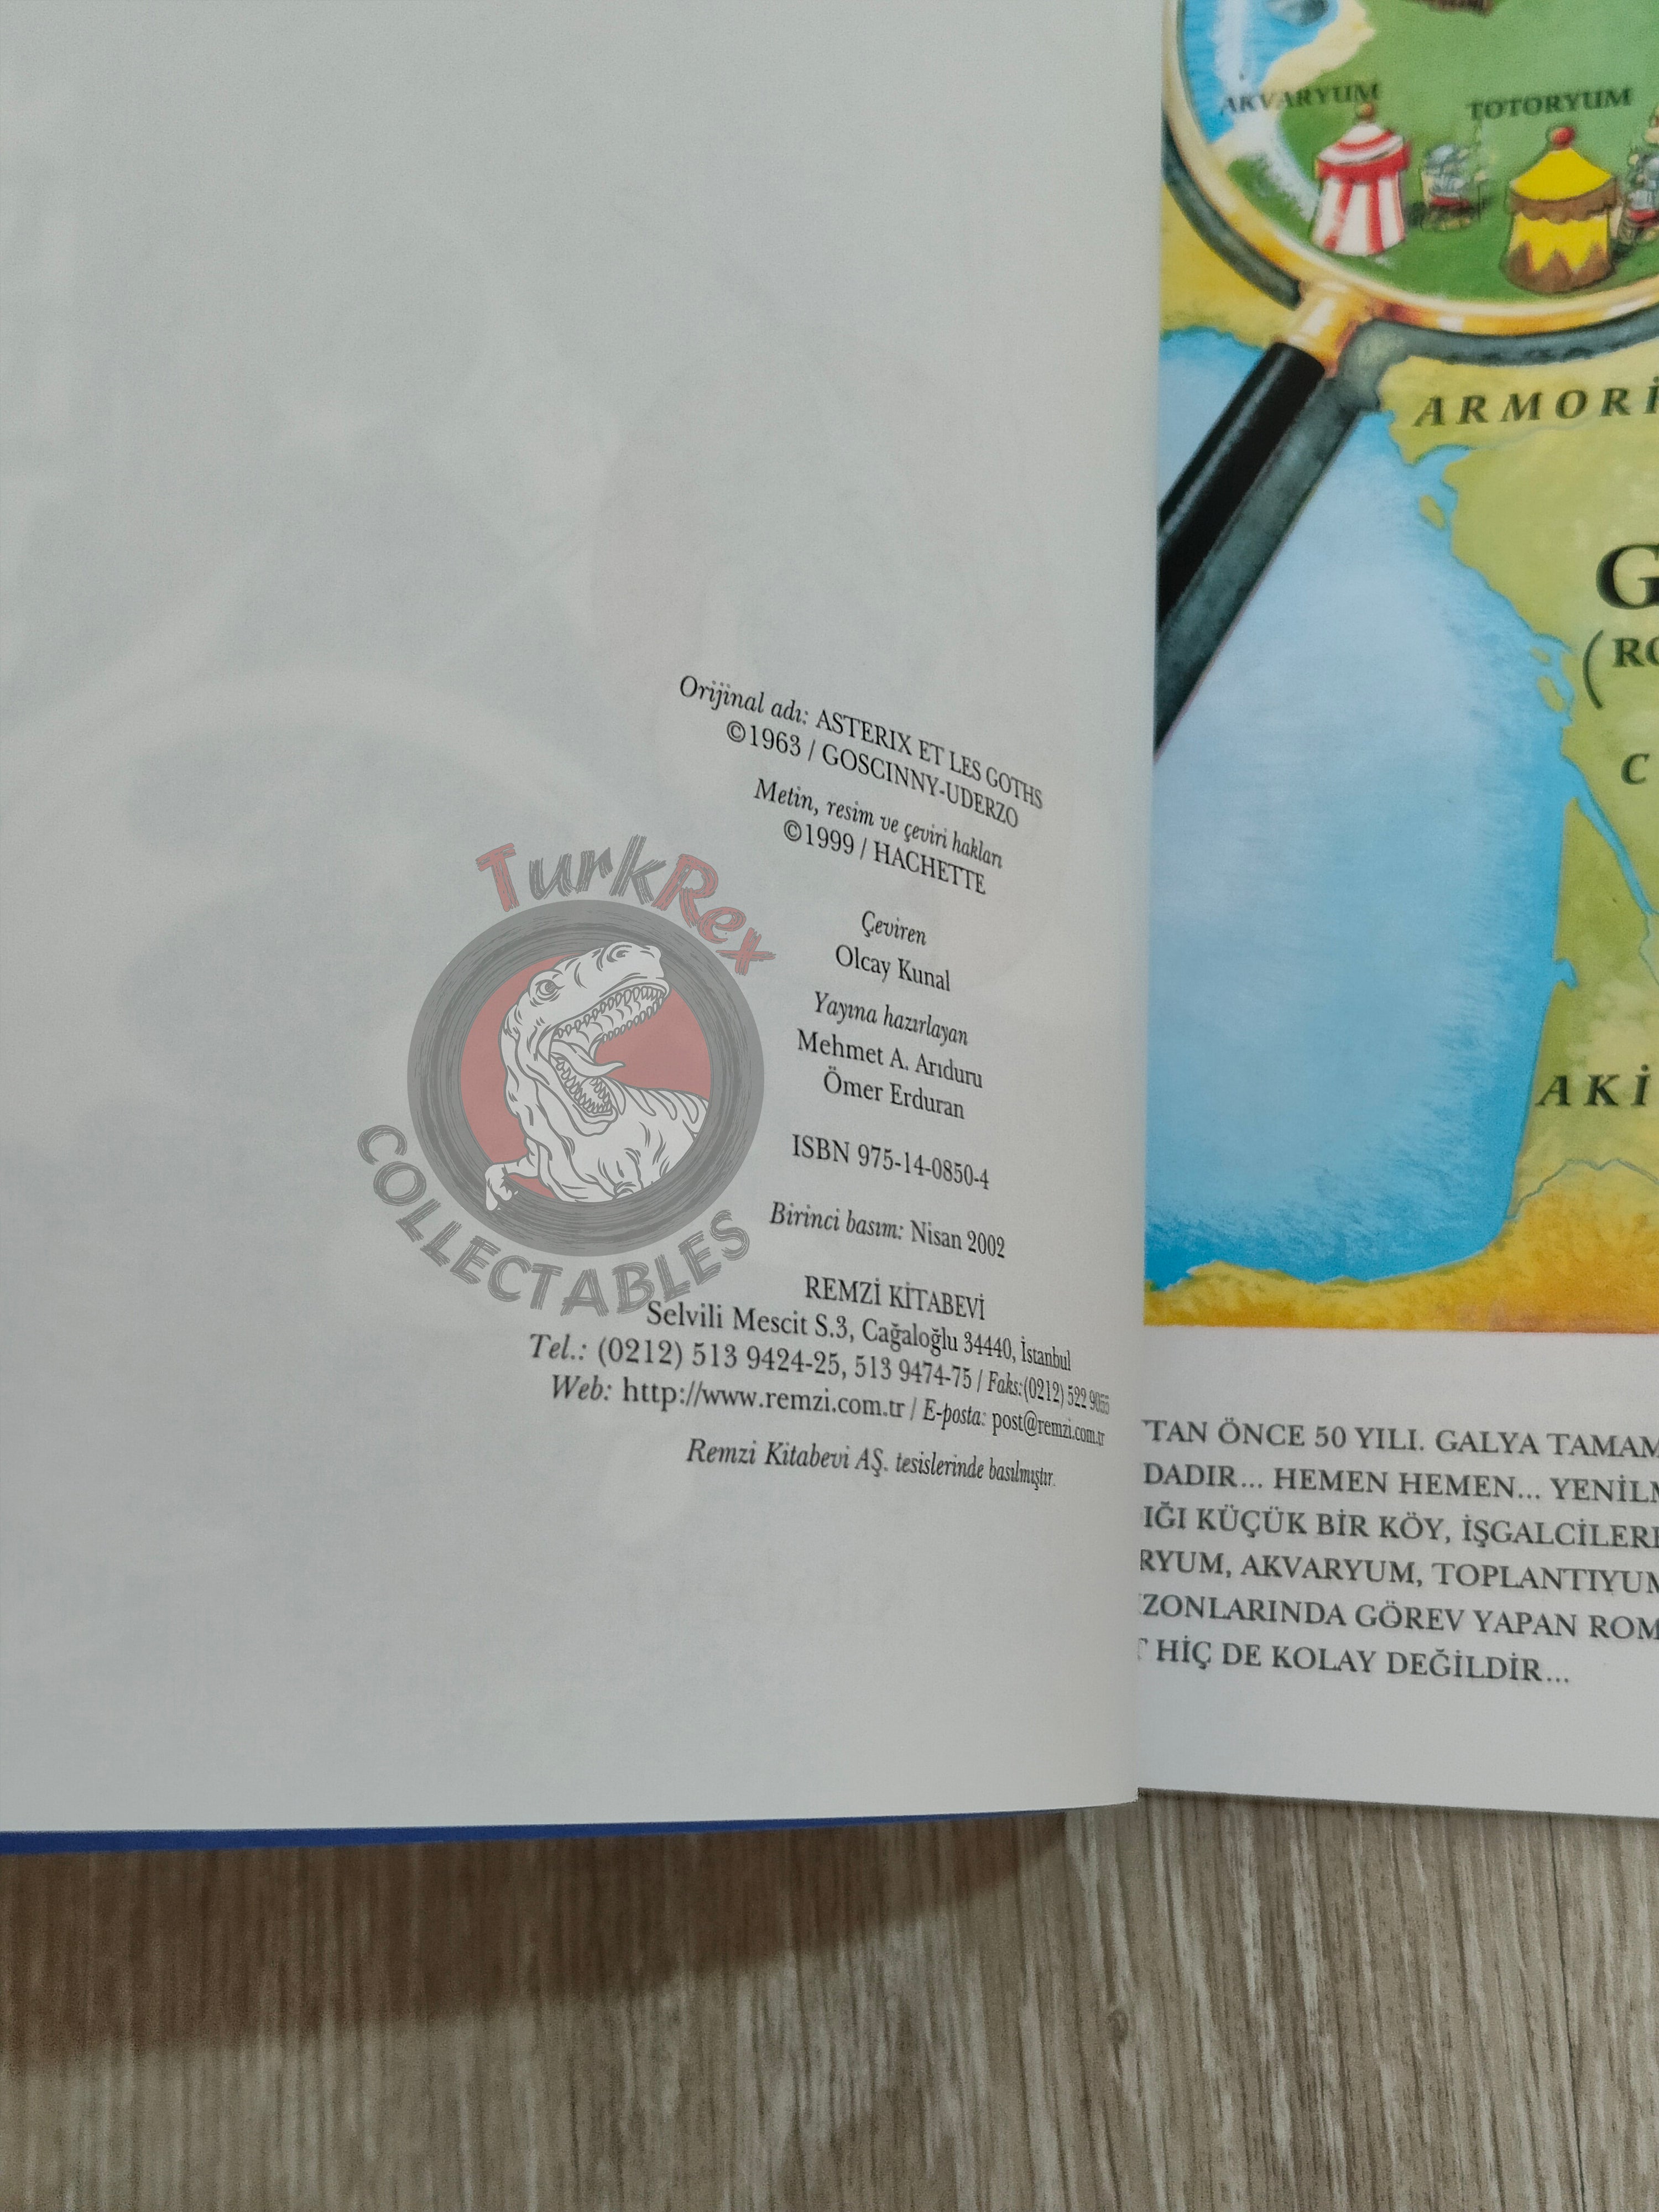 Orijinal adı: ASTERIX ET LES GOTHS
©1963 / GOSCINNY-UDERZO
Metin, resim ve çeviri hakları
©1999 / HACHETTE
Çeviren
Olcay Kunal
Yayına hazırlayan
Mehmet A. Arıduru
Ömer Erduran
ISBN 975-14-0850-4
Birinci basım: Nisan 2002
REMZİ KİTABEVİ
Selvili Mescit S.3, Cağaloğlu 34440, İstanbul
Tel.: (0212) 513 9424-25, 513 9474-75 / Faks:(0212) 522 9055
Web: http://www.remzi.com.tr / E-posta: post@remzi.com.tr
Remzi Kitabevi AŞ. tesislerinde basılmıştır.
TurkRex
COLLECTABLES
AKVARYUM
TOTORYUM
ARMORİ
G
(RO
C
AKİ
TAN ÖNCE 50 YILI. GALYA TAMAM
DADIR... HEMEN HEMEN... YENİLM
IĞI KÜÇÜK BİR KÖY, İŞGALCİLERE
RYUM, AKVARYUM, TOPLANTIYUM
ZONLARINDA GÖREV YAPAN ROM
HİÇ DE KOLAY DEĞİLDİR...